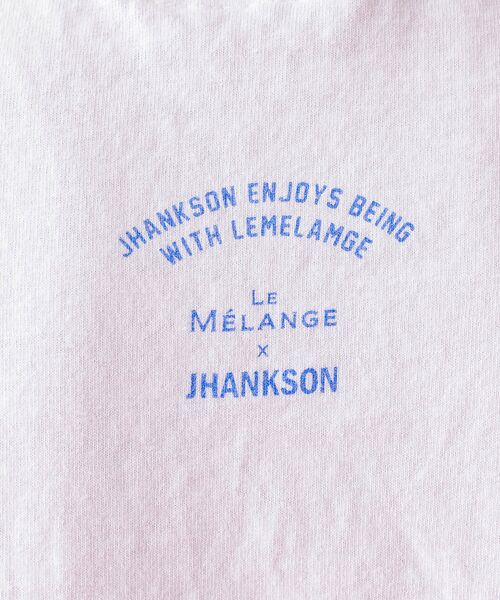 JHANKSON ENJOYS BEING
WITH LEMELAMGE
LE
MÉLANGE
x
JHANKSON